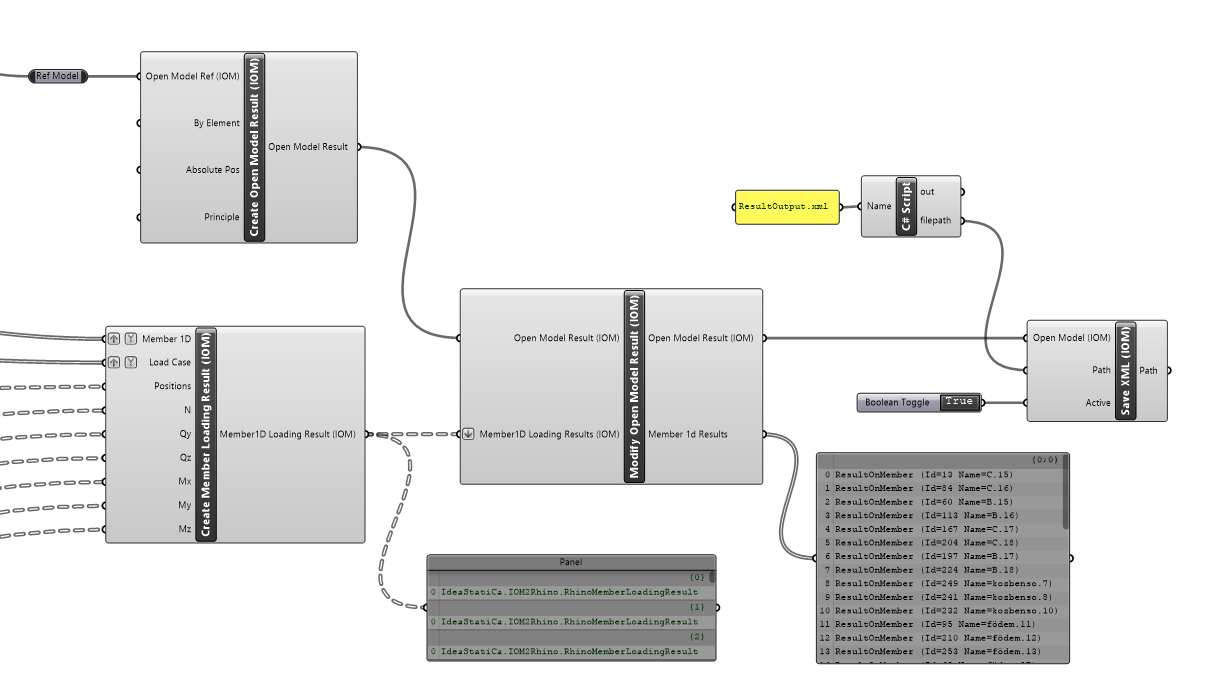 Ref Model
Open Model Ref (IOM)
By Element
Absolute Pos
Principle
Create Open Model Result (IOM)
Open Model Result
ResultOutput.xml
Name
C# Script
out
filepath
Member 1D
Load Case
Positions
N
Qy
Qz
Mx
My
Mz
Create Member Loading Result (IOM)
Member1D Loading Result (IOM)
Open Model Result (IOM)
Member1D Loading Results (IOM)
Modify Open Model Result (IOM)
Open Model Result (IOM)
Member 1d Results
Boolean Toggle True
Open Model (IOM)
Path
Active
Save XML (IOM)
Path
Panel
{0}
0 IdeaStatiCa.IOM2Rhino.RhinoMemberLoadingResult
{1}
0 IdeaStatiCa.IOM2Rhino.RhinoMemberLoadingResult
{2}
0 IdeaStatiCa.IOM2Rhino.RhinoMemberLoadingResult
{0;0}
0 ResultOnMember (Id=13 Name=C.15)
1 ResultOnMember (Id=84 Name=C.16)
2 ResultOnMember (Id=60 Name=B.15)
3 ResultOnMember (Id=113 Name=B.16)
4 ResultOnMember (Id=167 Name=C.17)
5 ResultOnMember (Id=204 Name=C.18)
6 ResultOnMember (Id=197 Name=B.17)
7 ResultOnMember (Id=224 Name=B.18)
8 ResultOnMember (Id=249 Name=kozbenso.7)
9 ResultOnMember (Id=241 Name=kozbenso.8)
10 ResultOnMember (Id=232 Name=kozbenso.10)
11 ResultOnMember (Id=95 Name=födem.11)
12 ResultOnMember (Id=210 Name=födem.12)
13 ResultOnMember (Id=253 Name=födem.13)